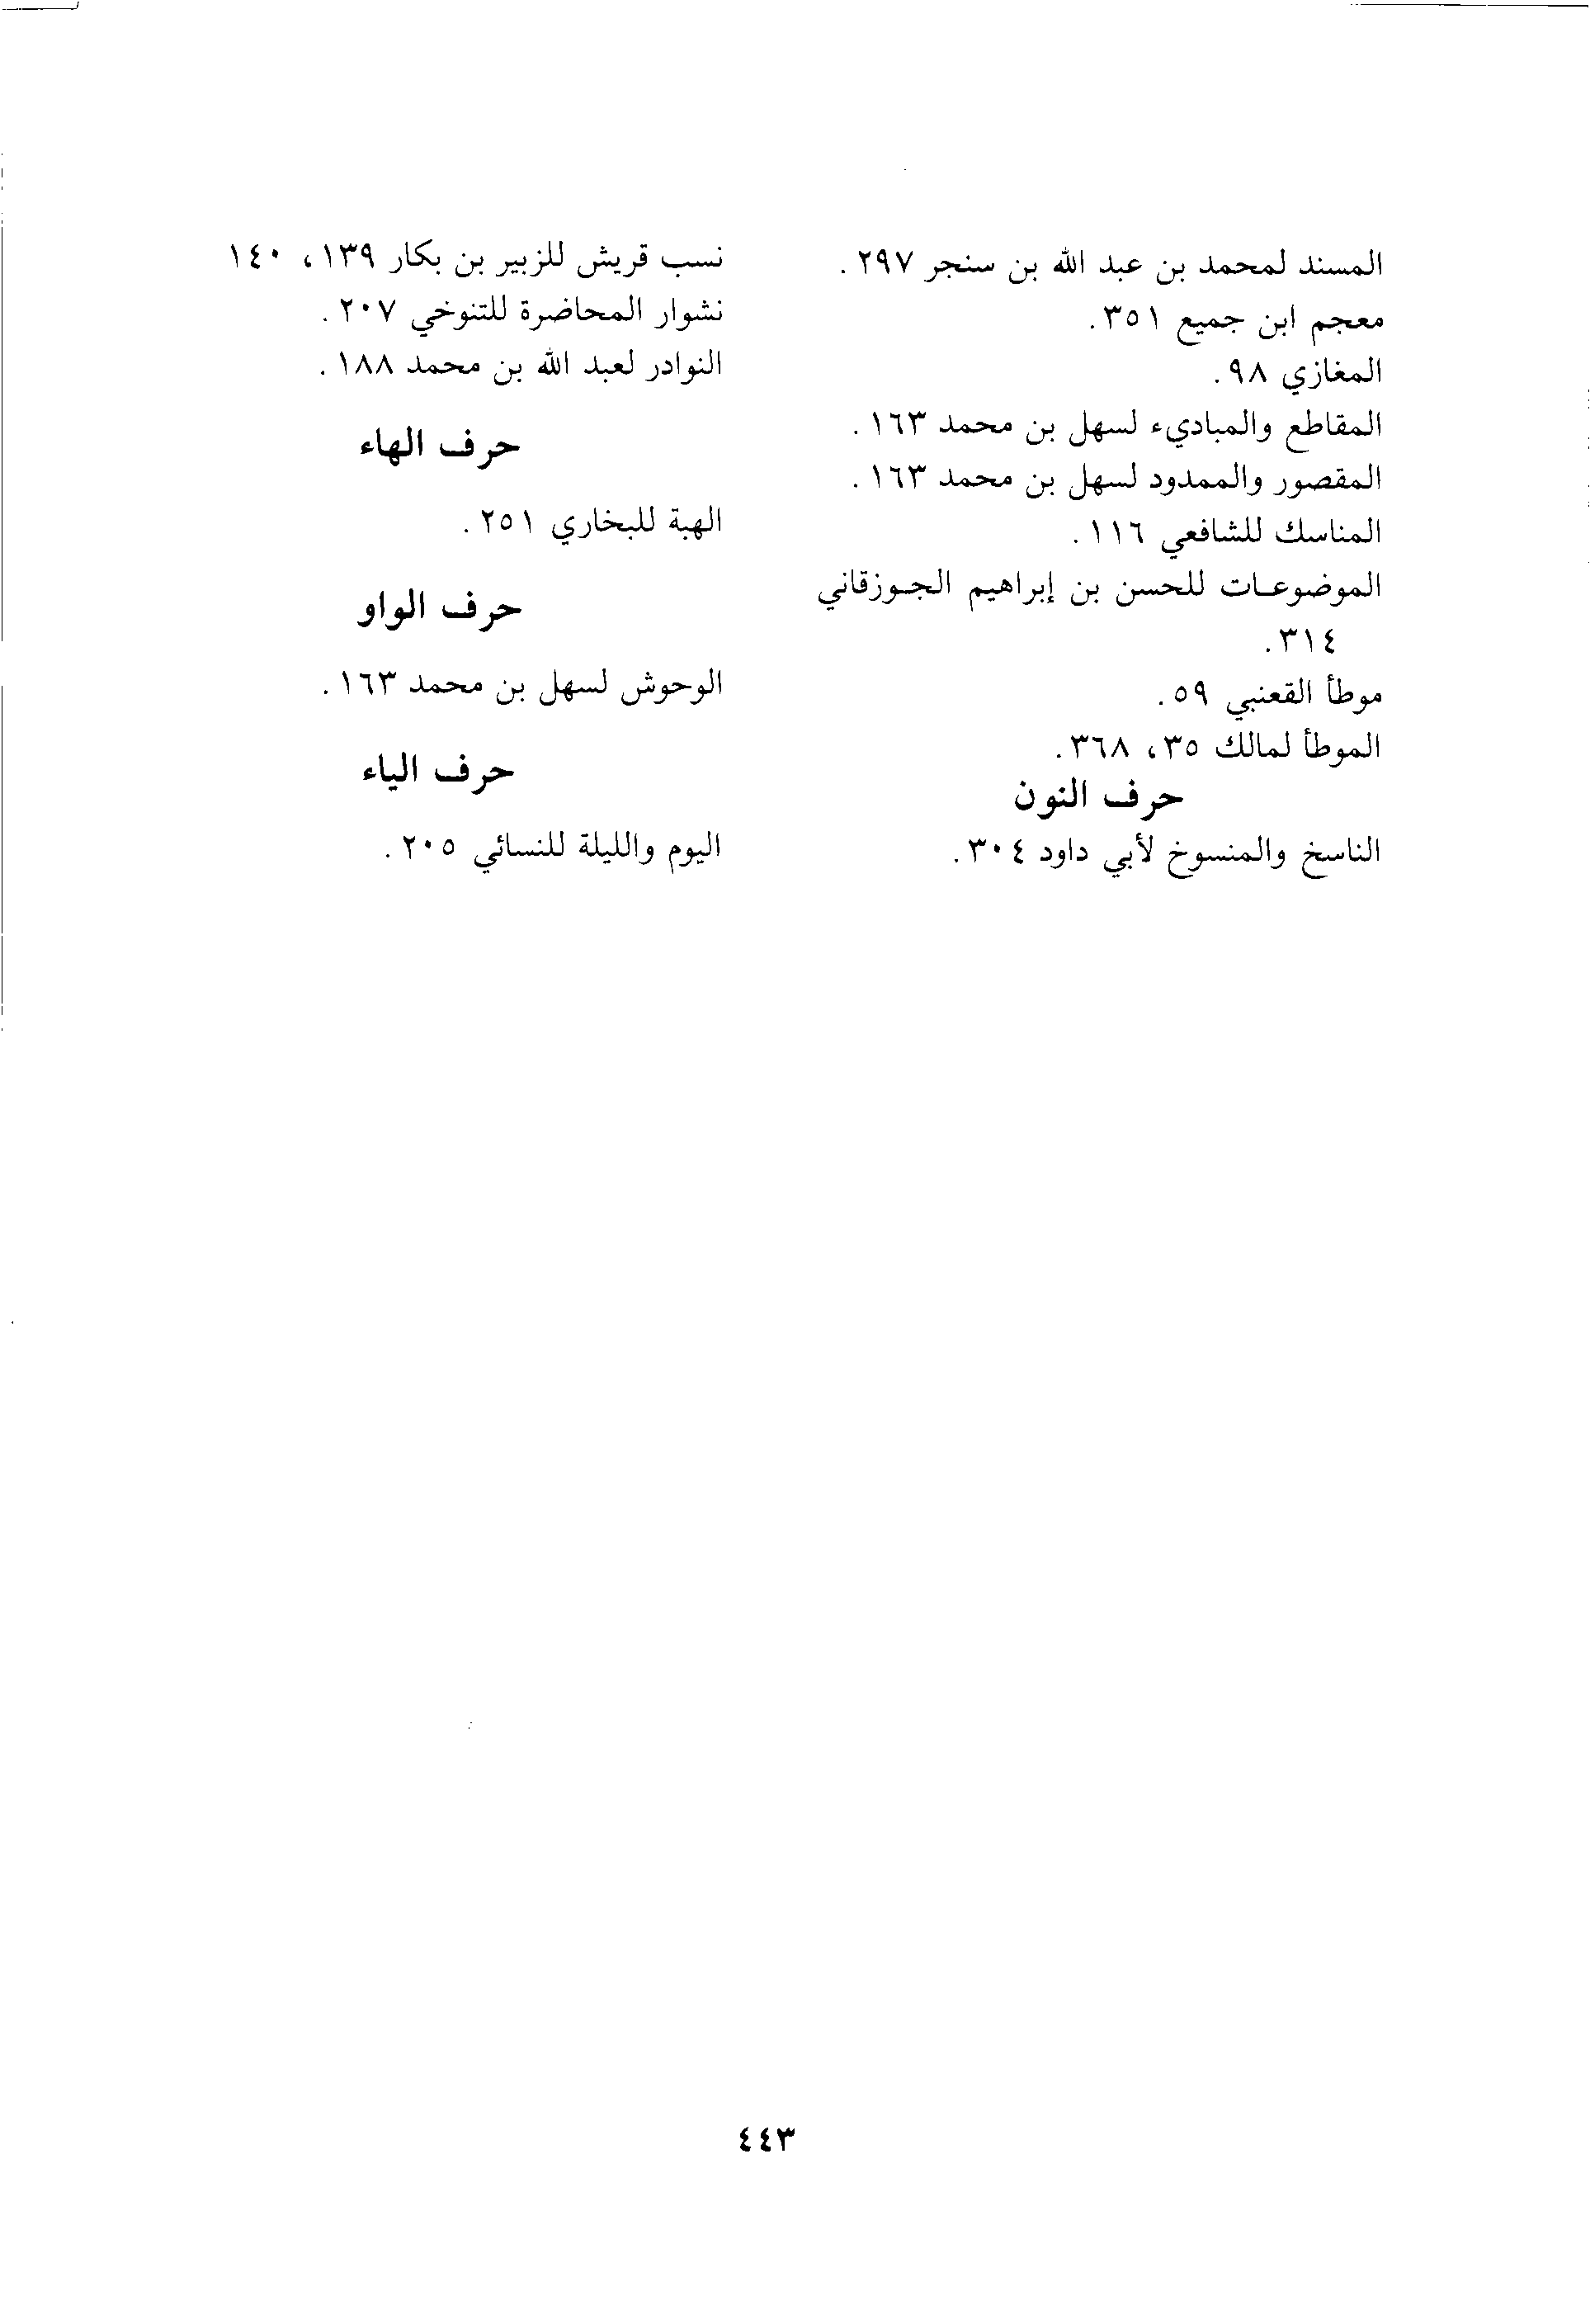 المسند لمحمد بن عبد الله بن سنجر ٢٩٧.
معجم ابن جميع ٣٥١.
المغازي ٩٨.
المقاطع والمباديء لسهل بن محمد ١٦٣.
المقصور والممدود لسهل بن محمد ١٦٣.
المناسك للشافعي ١١٦.
الموضوعـات للحسن بن إبراهيم الجـوزقاني
٣١٤.
موطأ القعنبي ٥٩.
الموطأ لمالك ٣٥، ٣٦٨.
حرف النون
الناسخ والمنسوخ لأبي داود ٣٠٤.
نسب قريش للزبير بن بكار ١٣٩، ١٤٠
نشوار المحاضرة للتنوخي ٢٠٧.
النوادر لعبد الله بن محمد ١٨٨.
حرف الهاء
الهبة للبخاري ٢٥١.
حرف الواو
الوحوش لسهل بن محمد ١٦٣.
حرف الياء
اليوم والليلة للنسائي ٢٠٥.
٤٤٣